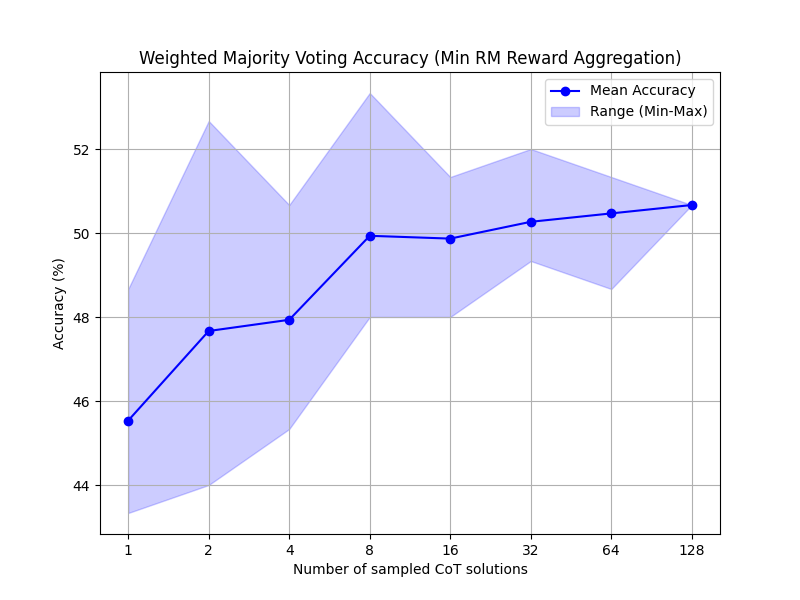 Weighted Majority Voting Accuracy (Min RM Reward Aggregation)
Mean Accuracy
Range (Min-Max)
Accuracy (%)
52
50
48
46
44
1 2 4 8 16 32 64 128
Number of sampled CoT solutions